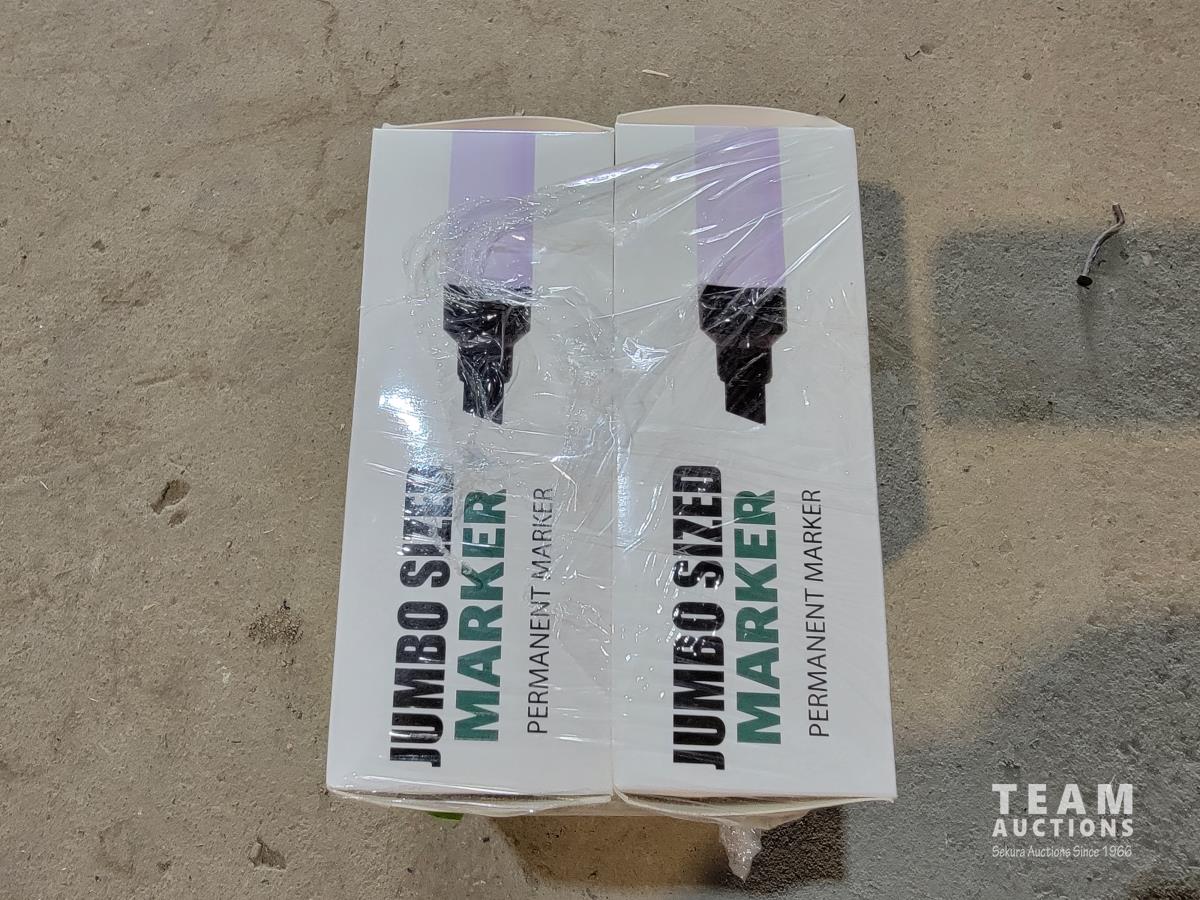 JUMBO SIZED
MARKER
PERMANENT MARKER
JUMBO SIZED
MARKER
PERMANENT MARKER
TEAM
AUCTIONS
Sekura Auctions Since 1966